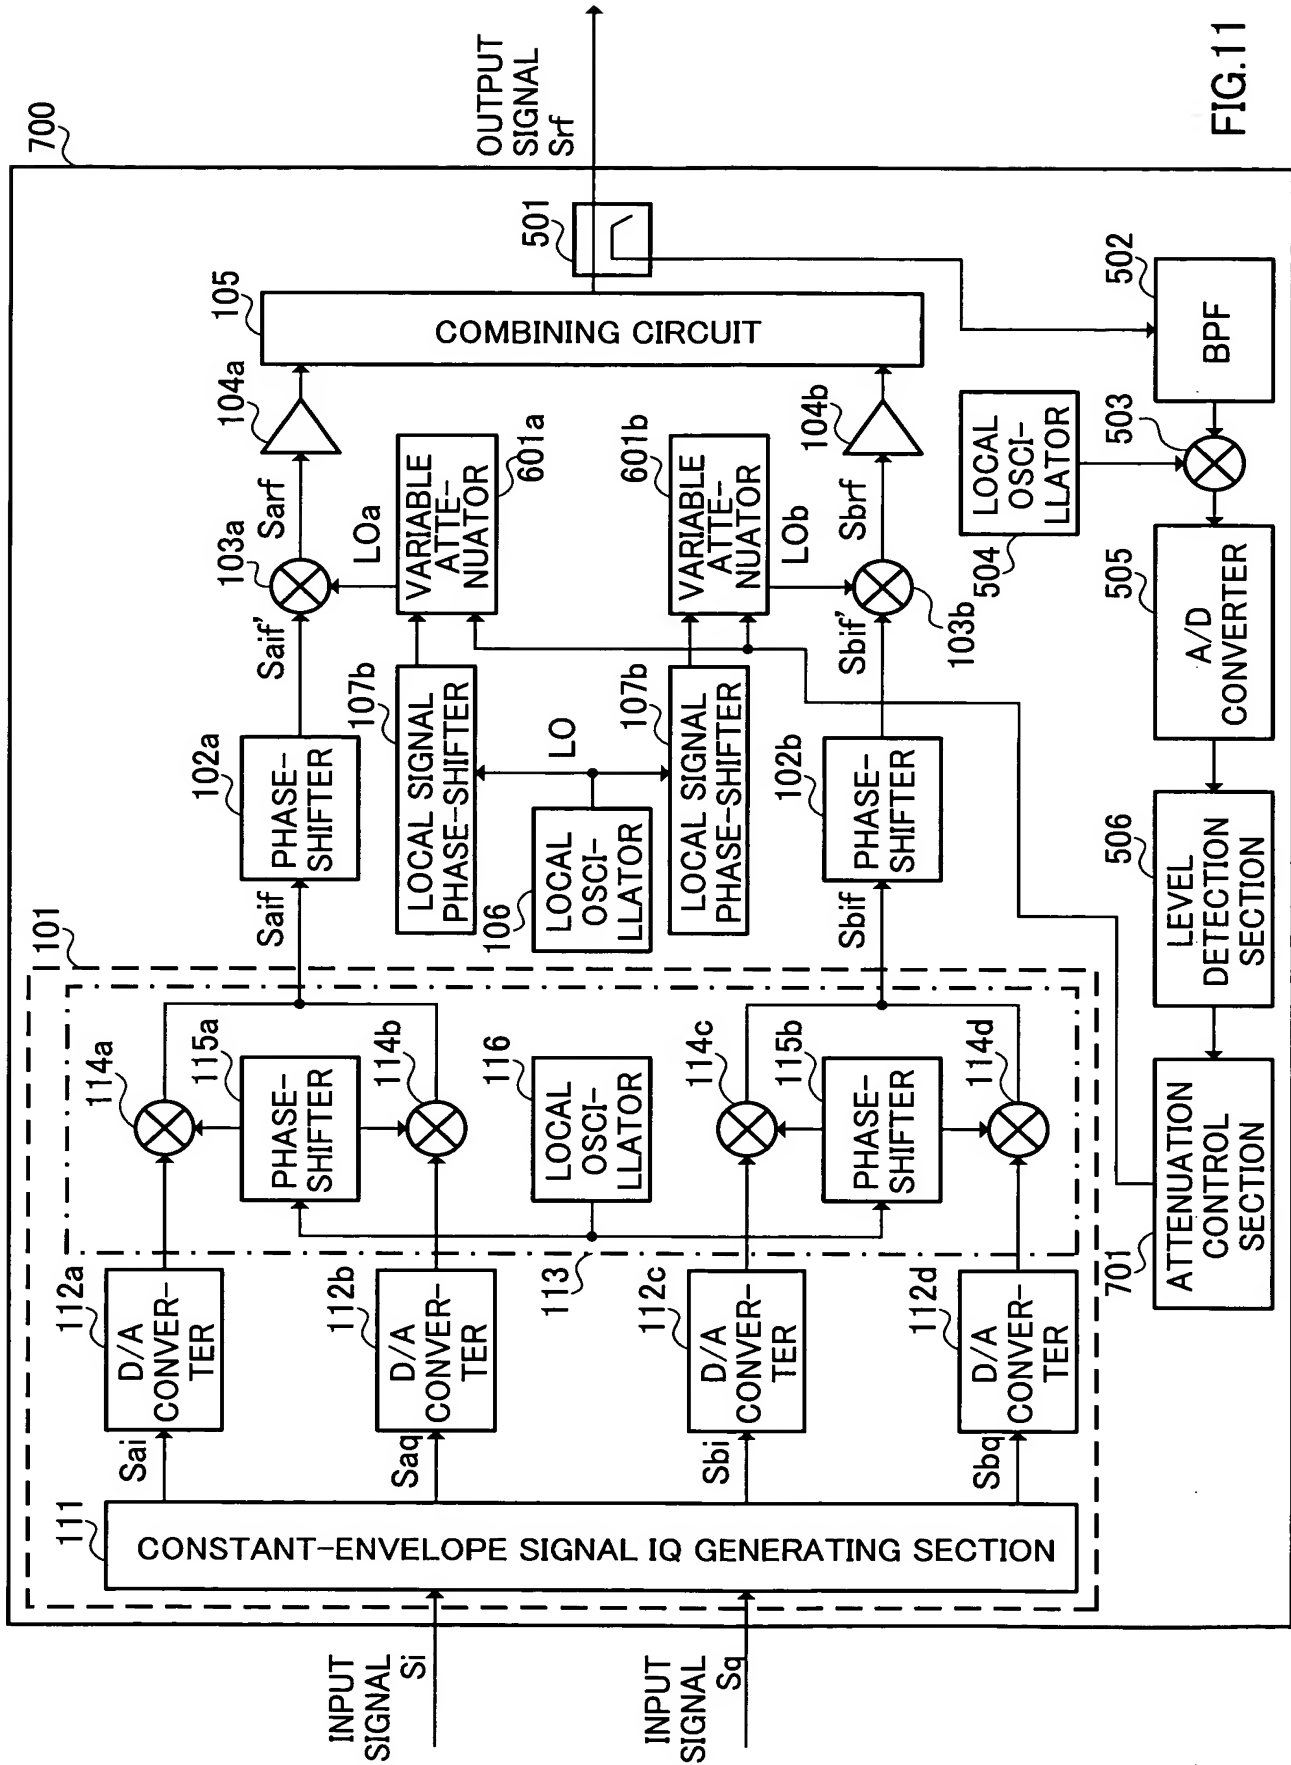 700
OUTPUT
SIGNAL
Srf
INPUT
SIGNAL
Si
INPUT
SIGNAL
Sq
101
111
CONSTANT-ENVELOPE SIGNAL IQ GENERATING SECTION
Sai
Saq
Sbi
Sbq
112a
D/A
CONVER-
TER
112b
D/A
CONVER-
TER
112c
D/A
CONVER-
TER
112d
D/A
CONVER-
TER
113
114a
115a
PHASE-
SHIFTER
114b
116
LOCAL
OSCI-
LLATOR
114c
115b
PHASE-
SHIFTER
114d
Saif
102a
PHASE-
SHIFTER
Saif'
103a
Sarf
104a
107b
LOCAL SIGNAL
PHASE-SHIFTER
LOa
VARIABLE
ATTE-
NUATOR
601a
106
LOCAL
OSCI-
LLATOR
LO
107b
LOCAL SIGNAL
PHASE-SHIFTER
601b
VARIABLE
ATTE-
NUATOR
LOb
Sbif
102b
PHASE-
SHIFTER
Sbif'
103b
Sbrf
104b
105
COMBINING CIRCUIT
501
502
BPF
503
504
LOCAL
OSCI-
LLATOR
505
A/D
CONVERTER
506
LEVEL
DETECTION
SECTION
701
ATTENUATION
CONTROL
SECTION
FIG.11